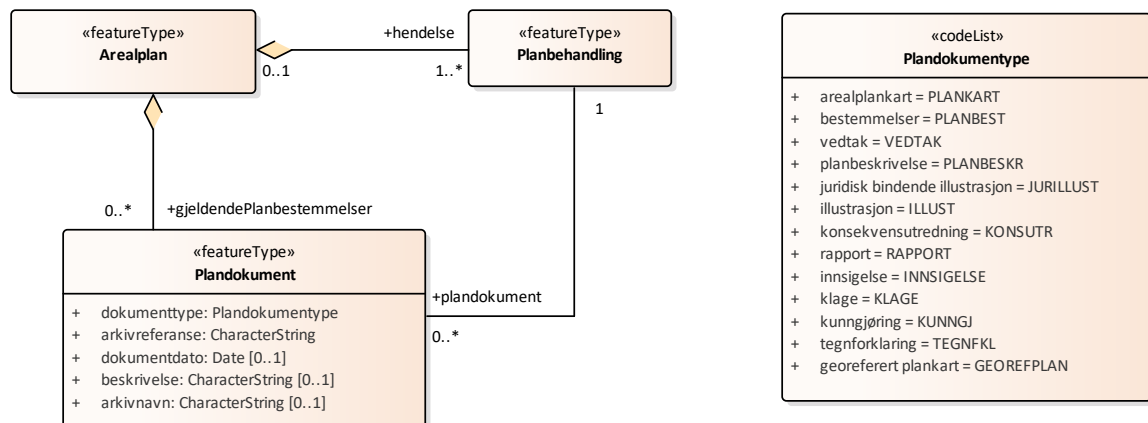 «featureType»
Arealplan
0..1
+hendelse
1..*
«featureType»
Planbehandling
1
0..*
+gjeldendePlanbestemmelser
«featureType»
Plandokument
+ dokumenttype: Plandokumentype
+ arkivreferanse: CharacterString
+ dokumentdato: Date [0..1]
+ beskrivelse: CharacterString [0..1]
+ arkivnavn: CharacterString [0..1]
+plandokument
0..*
«codeList»
Plandokumentype
+ arealplankart = PLANKART
+ bestemmelser = PLANBEST
+ vedtak = VEDTAK
+ planbeskrivelse = PLANBESKR
+ juridisk bindende illustrasjon = JURILLUST
+ illustrasjon = ILLUST
+ konsekvensutredning = KONSUTR
+ rapport = RAPPORT
+ innsigelse = INNSIGELSE
+ klage = KLAGE
+ kunngjøring = KUNNGJ
+ tegnforklaring = TEGNFKL
+ georefert plankart = GEOREFPLAN